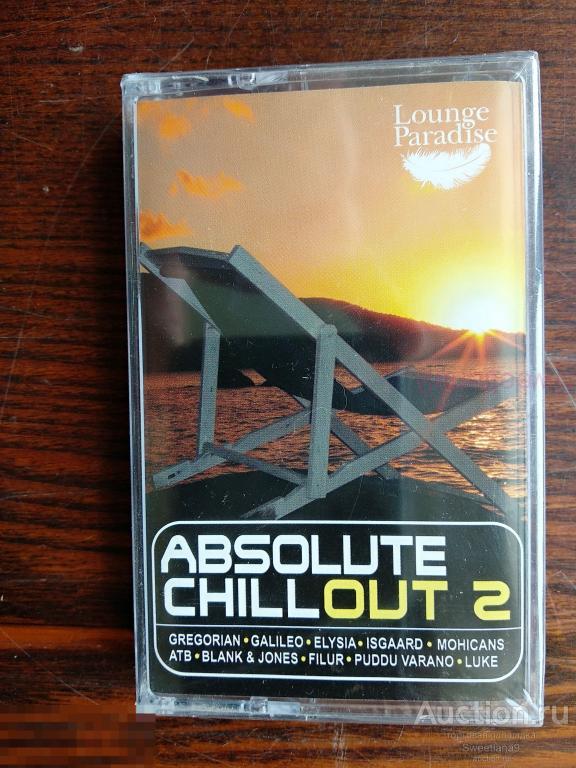 Lounge
Paradise
ABSOLUTE
CHILLOUT 2
GREGORIAN • GALILEO • ELYSIA • ISGAARD • MOHICANS
ATB • BLANK & JONES • FILUR • PUDDU VARANO • LUKE
Auction.ru
Sweetlana9